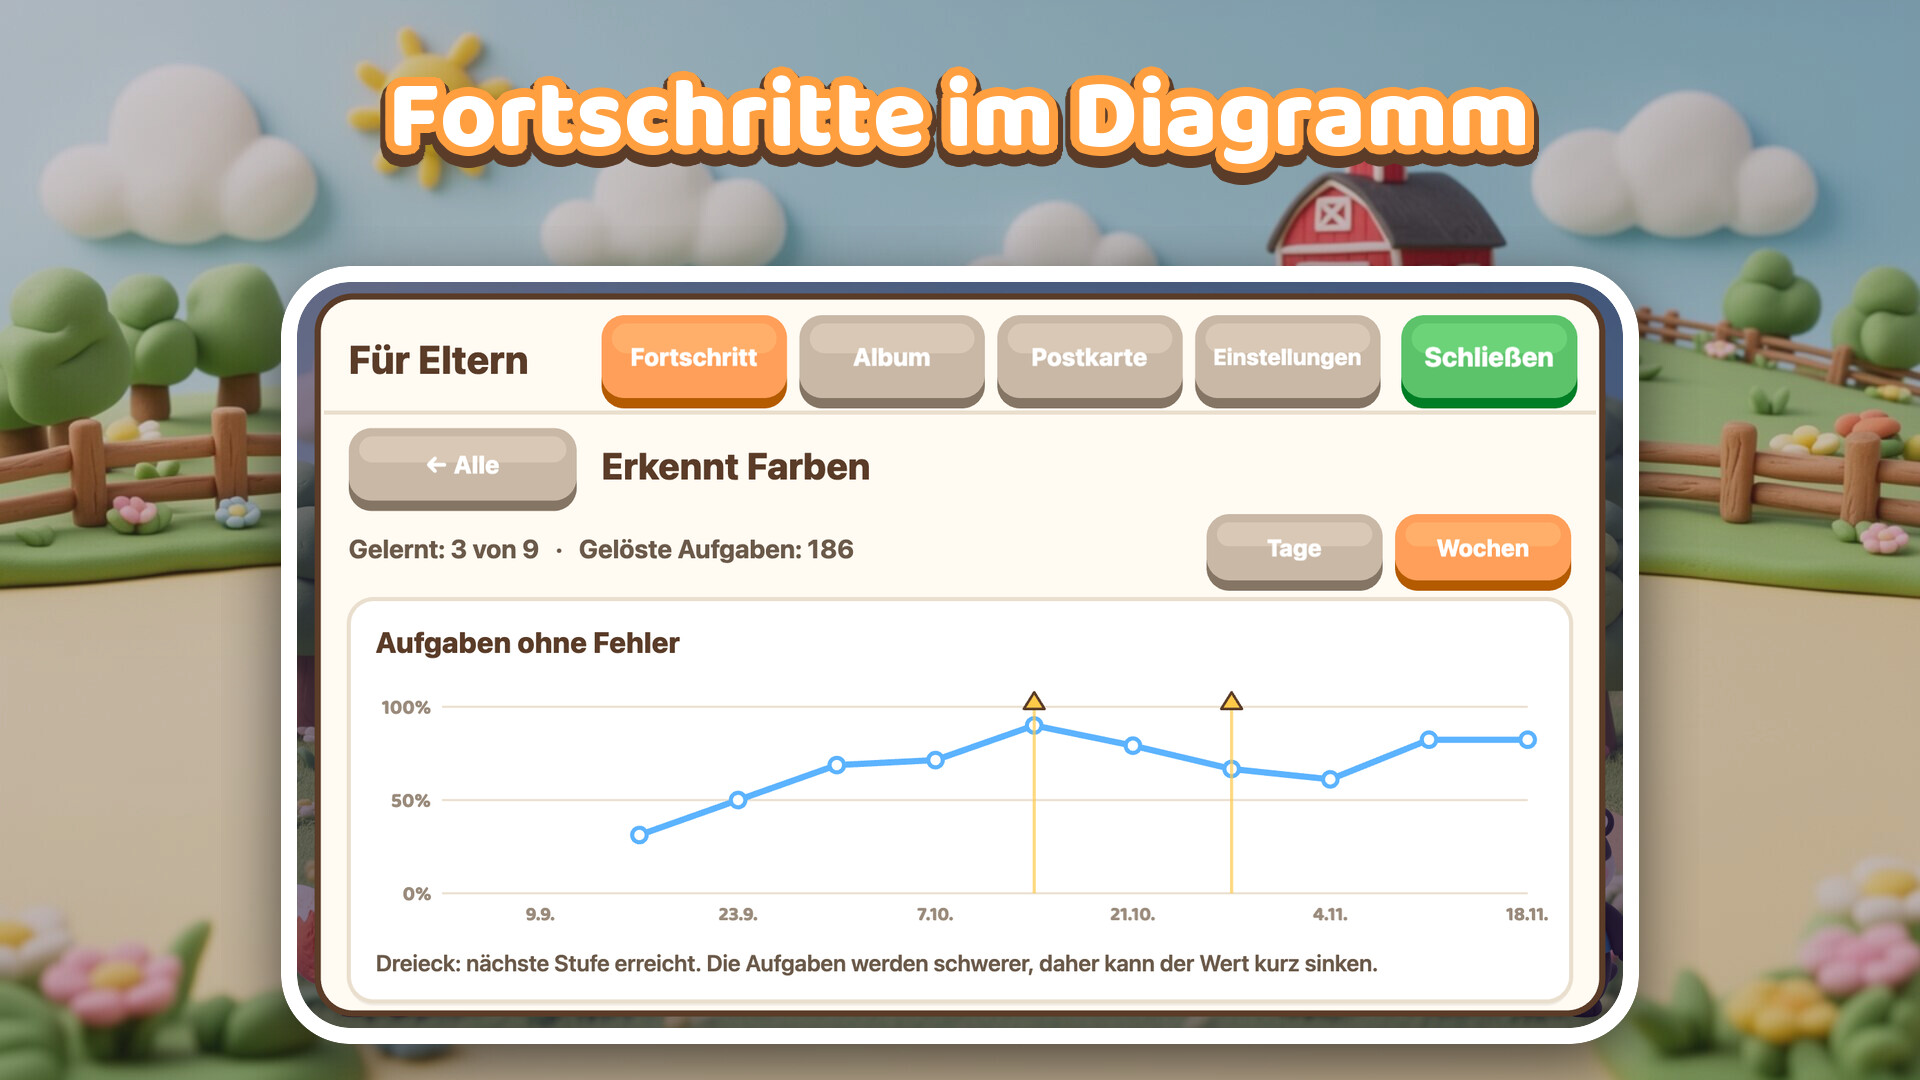 Fortschritte im Diagramm
Für Eltern
Fortschritt
Album
Postkarte
Einstellungen
Schließen
← Alle
Erkennt Farben
Gelernt: 3 von 9 · Gelöste Aufgaben: 186
Tage
Wochen
Aufgaben ohne Fehler
100%
50%
0%
9.9.
23.9.
7.10.
21.10.
4.11.
18.11.
Dreieck: nächste Stufe erreicht. Die Aufgaben werden schwerer, daher kann der Wert kurz sinken.